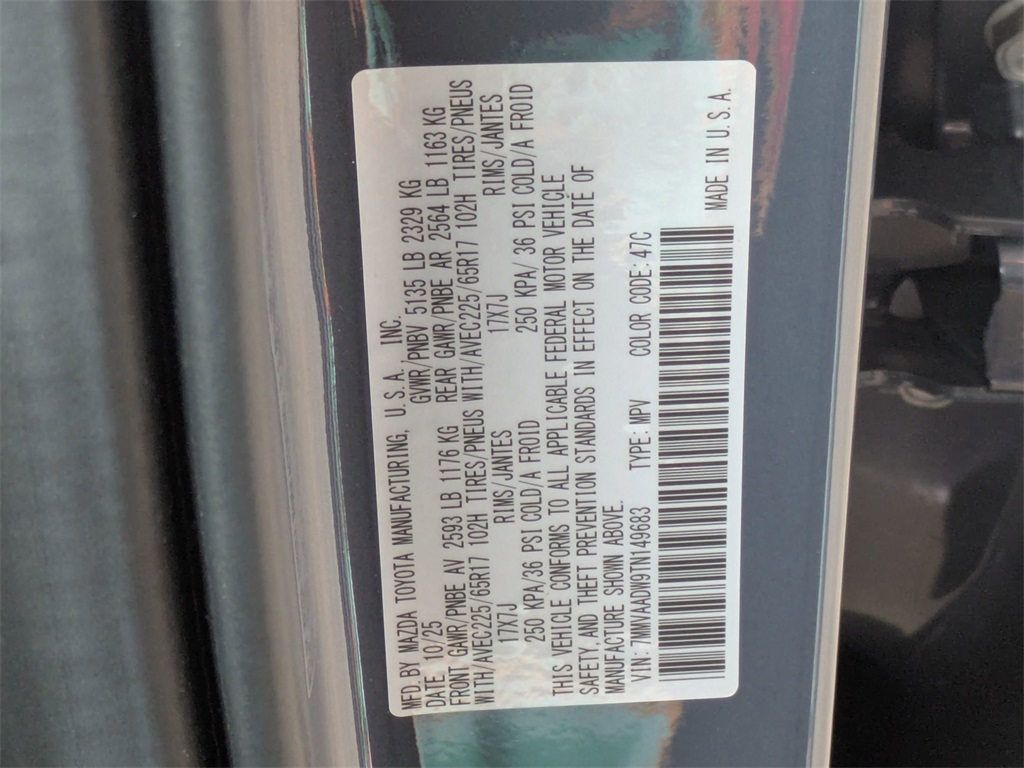 MFD BY MAZDA TOYOTA MANUFACTURING, U.S.A. INC.
DATE 10/25 GWR/PNBV 5135 LB 2329 KG
FRONT GAWR/PNBE AV 2593 LB 1176 KG REAR GAWR/PNBE AR 2564 LB 1163 KG
WITH/AVEC225/65R17 102H TIRES/PNEUS WITH/AVEC225/65R17 102H TIRES/PNEUS
17X7J RIMS/JANTES 17X7J RIMS/JANTES
250 KPA/36 PSI COLD/A FROID 250 KPA/36 PSI COLD/A FROID
THIS VEHICLE CONFORMS TO ALL APPLICABLE FEDERAL MOTOR VEHICLE
SAFETY, AND THEFT PREVENTION STANDARDS IN EFFECT ON THE DATE OF
MANUFACTURE SHOWN ABOVE.
VIN:7MMVAADW9TN149683 TYPE: MPV COLOR CODE: 47C
MADE IN U.S.A.